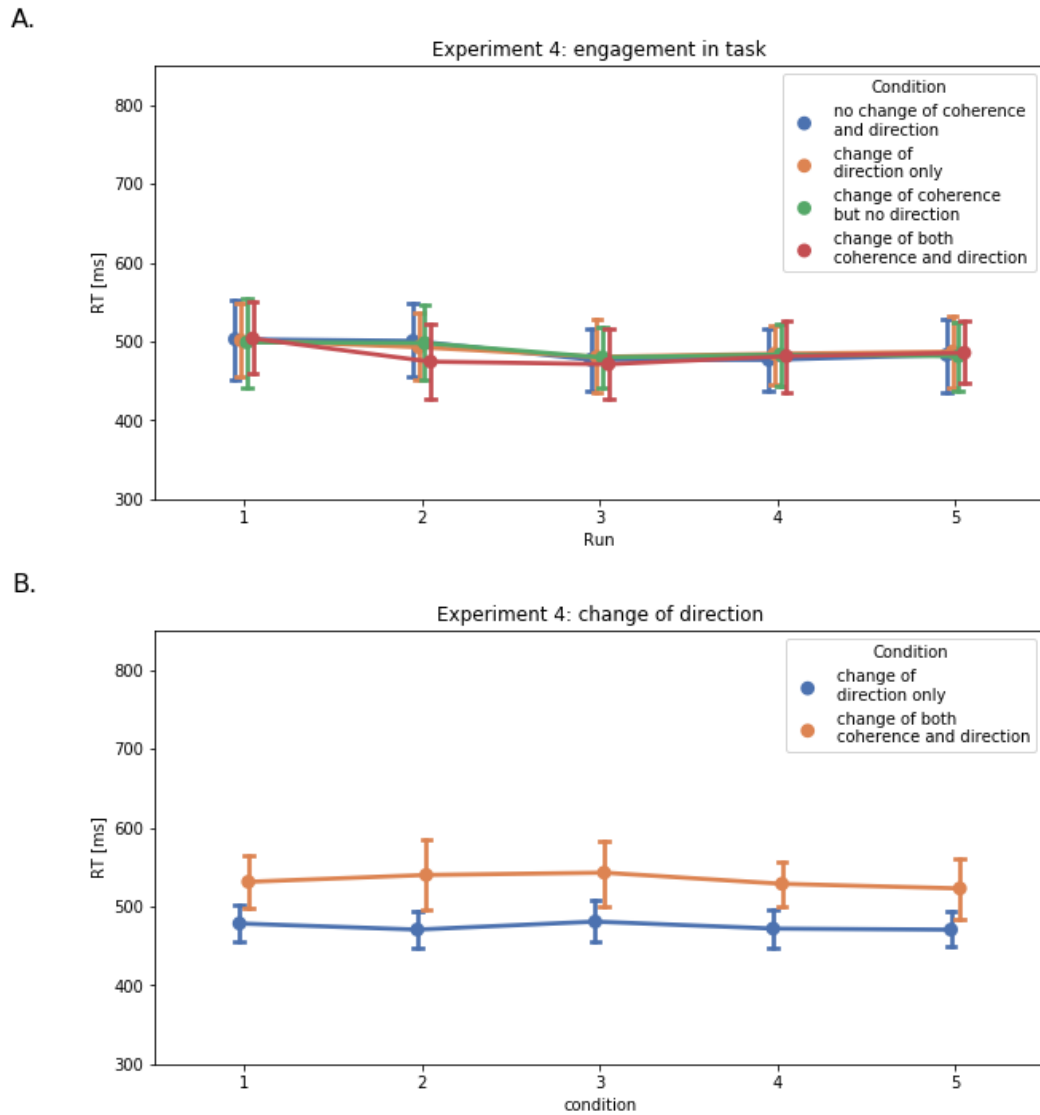 A.
Experiment 4: engagement in task
Condition
no change of coherence
and direction
change of
direction only
change of coherence
but no direction
change of both
coherence and direction
800
700
600
500
400
300
RT [ms]
1 2 3 4 5
Run
B.
Experiment 4: change of direction
Condition
change of
direction only
change of both
coherence and direction
800
700
600
500
400
300
RT [ms]
1 2 3 4 5
condition